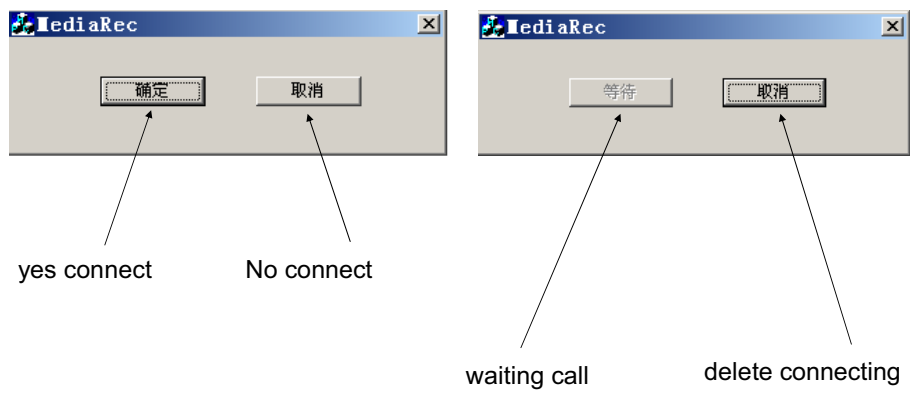 MediaRec
确定
取消
yes connect
No connect
MediaRec
等待
取消
waiting call
delete connecting